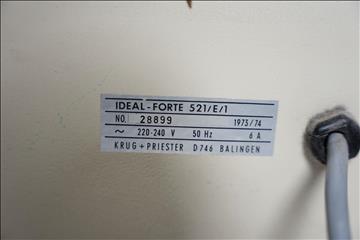 IDEAL-FORTE 521/E/1
NO. 28899 1973/74
~ 220-240 V 50 Hz 6 A
KRUG + PRIESTER D746 BALINGEN